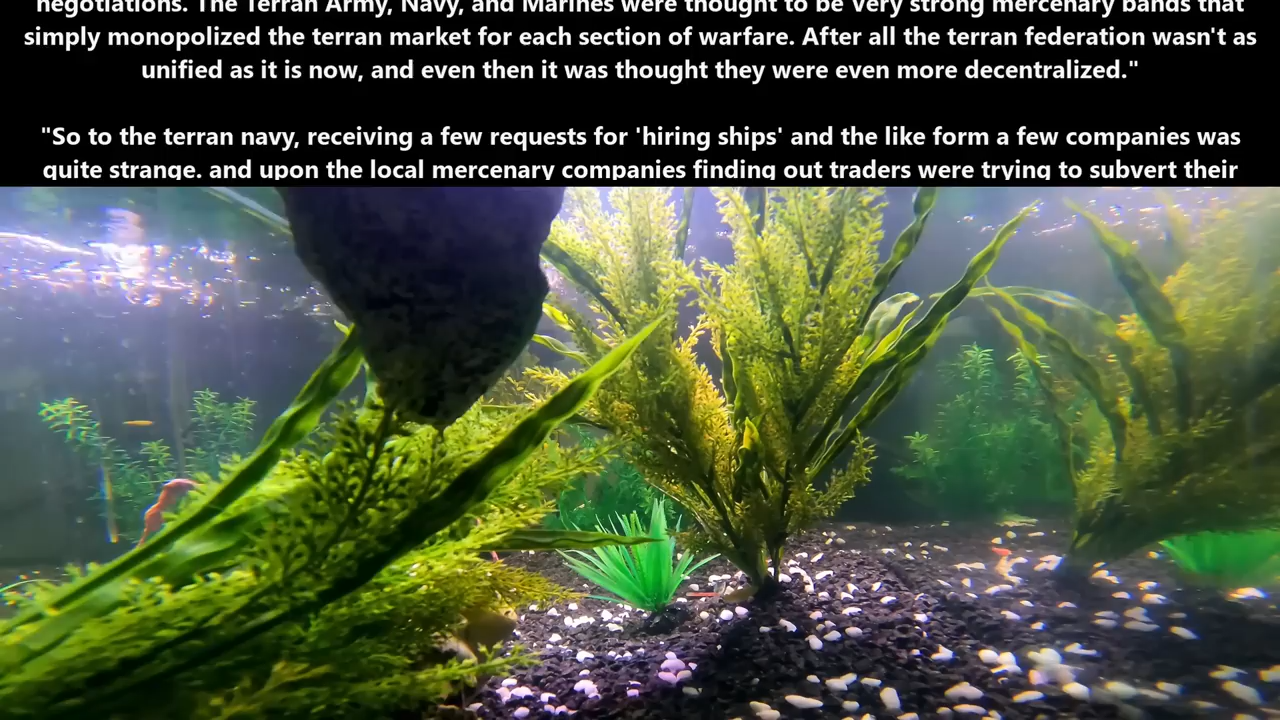 negotiations. The Terran Army, Navy, and Marines were thought to be very strong mercenary bands that
simply monopolized the terran market for each section of warfare. After all the terran federation wasn't as
unified as it is now, and even then it was thought they were even more decentralized."
"So to the terran navy, receiving a few requests for 'hiring ships' and the like form a few companies was
quite strange. and upon the local mercenary companies finding out traders were trying to subvert their